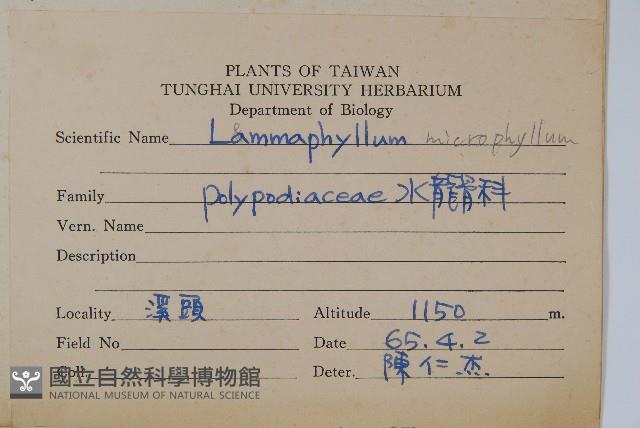 PLANTS OF TAIWAN
TUNGHAI UNIVERSITY HERBARIUM
Department of Biology
Scientific Name Lammaphyllum microphyllum
Family polypodiaceae 水龍骨科
Vern. Name
Description
Locality 溪頭 Altitude 1150 m.
Field No Date 65.4.2
Coll. Deter. 陳仁杰
國立自然科學博物館
NATIONAL MUSEUM OF NATURAL SCIENCE